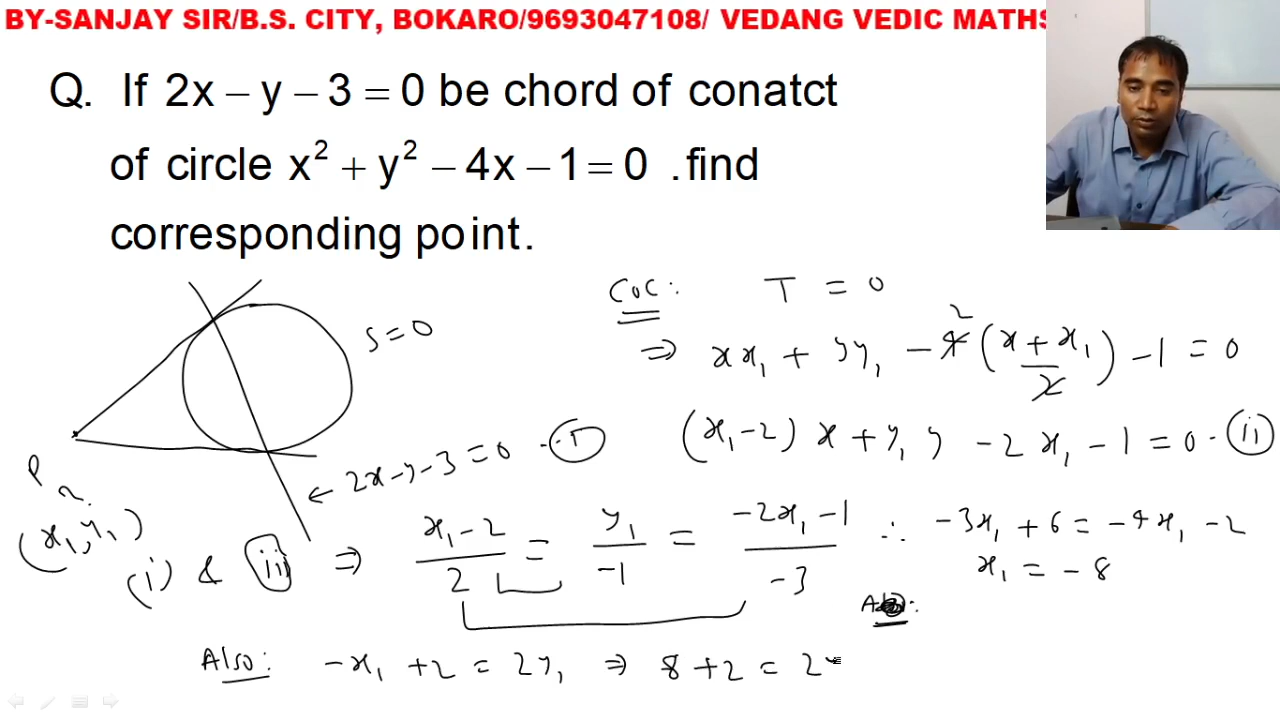 BY-SANJAY SIR/B.S. CITY, BOKARO/9693047108/ VEDANG VEDIC MATHS
Q. If 2x – y – 3 = 0 be chord of conatct
of circle x² + y² – 4x – 1 = 0 .find
corresponding point.
S = 0
COC: T = 0
⇒ xx₁ + yy₁ – 4 2 (x + x₁ / 2) – 1 = 0
(x₁ – 2) x + y₁ y – 2x₁ – 1 = 0 - (ii)
← 2x – y – 3 = 0 -- (I)
P
(x₁, y₁)
(i) & (ii) ⇒ x₁ – 2 / 2 = y₁ / –1 = –2x₁ – 1 / –3
∴ –3x₁ + 6 = –4x₁ – 2
x₁ = – 8
Also: –x₁ + 2 = 2y₁ ⇒ 8 + 2 = 2